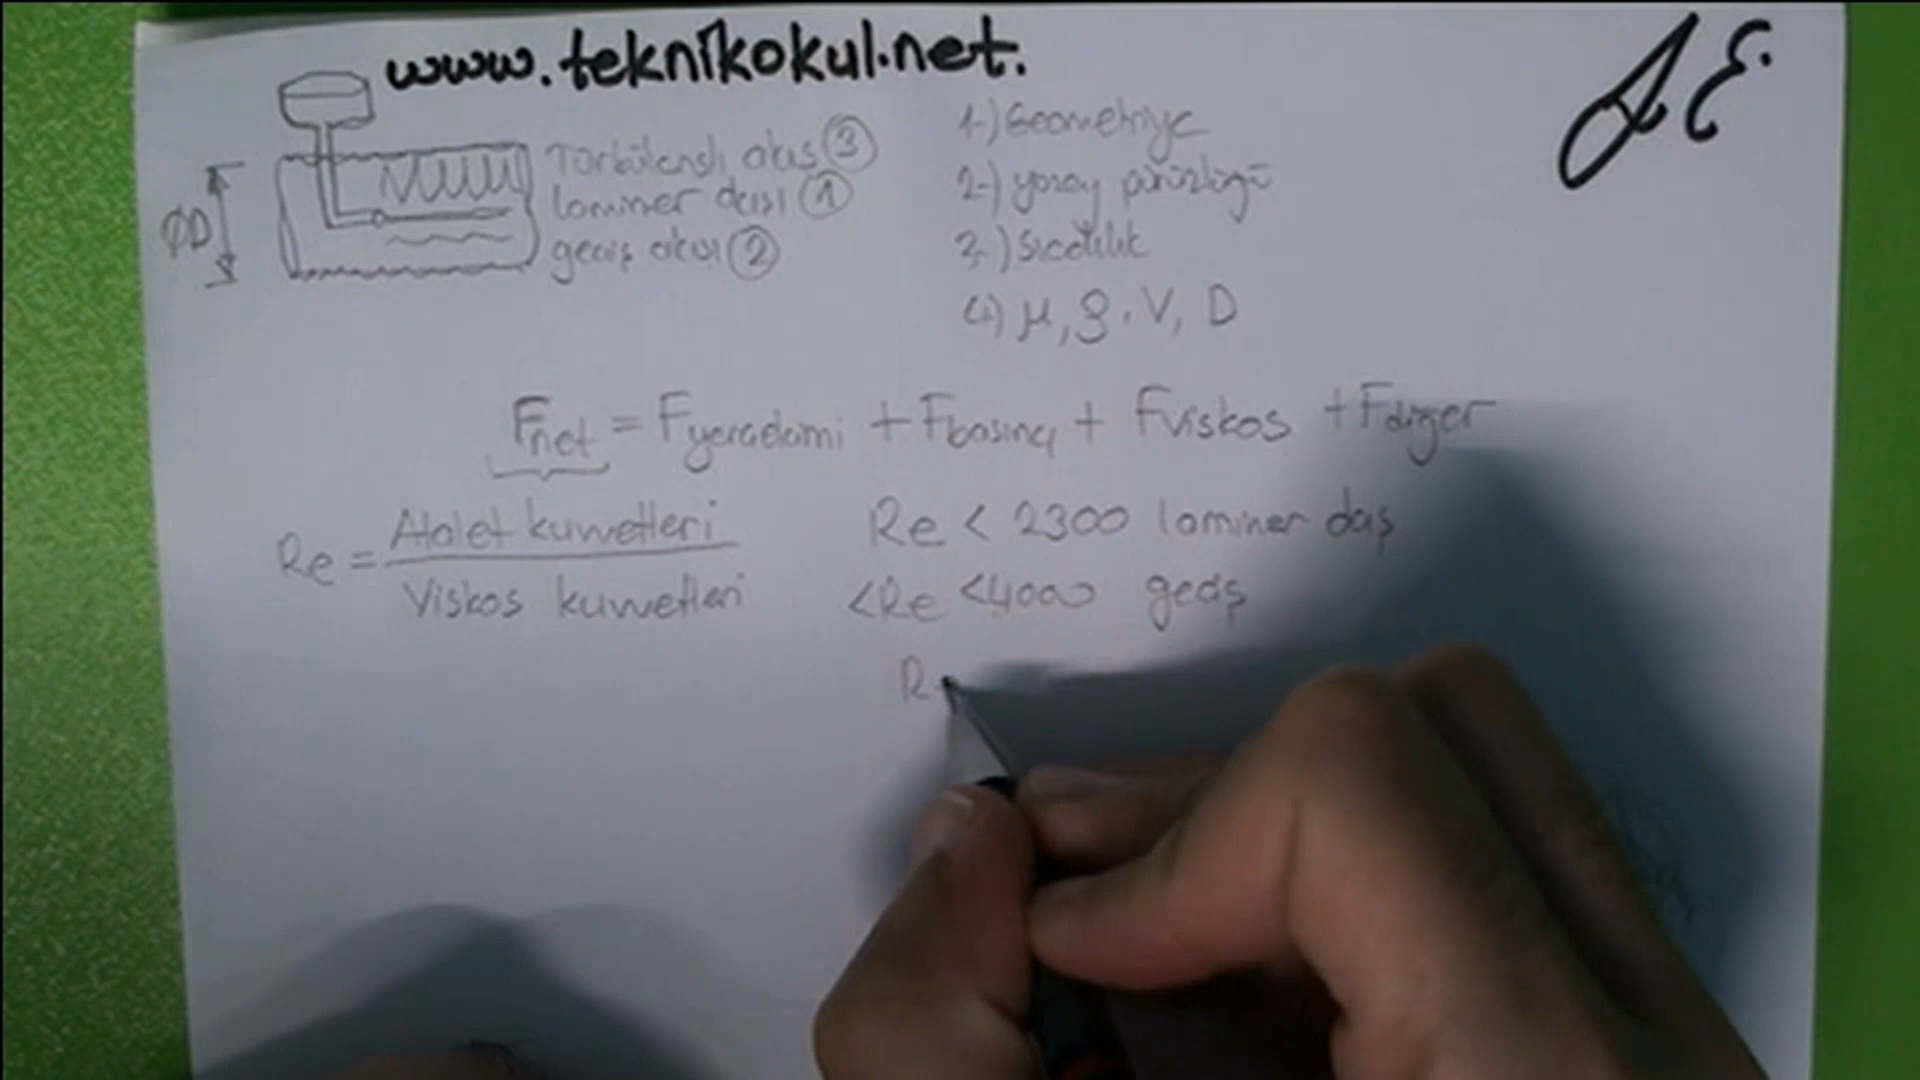 www.teknikokul.net.
AE.
ØD
Türbülanslı akış ③
laminer akışı ①
geçiş akışı ②
1-) Geometriye
2-) yüzey pürüzlüğü
3-) Sıcaklık
4) μ, ρ, V, D
Fnet = Fyerçekimi + Fbasınç + Fviskos + Fdiğer
Re = Atalet kuvvetleri
Viskos kuvvetleri
Re < 2300 laminer akış
<Re <4000 geçiş
R